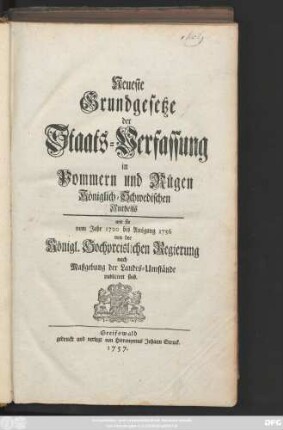 Neueste
Grundgesetze
der
Staats-Verfassung
in
Pommern und Rügen
Königlich-Schwedischen
Antheils
wie sie
vom Jahr 1720 bis Ausgang 1756
von der
Königl. Hochpreislichen Regierung
nach
Maßgebung der Landes-Umstände
publiciret sind.
Greifswald
gedruckt und verlegt von Hieronymus Johann Struck.
1757.